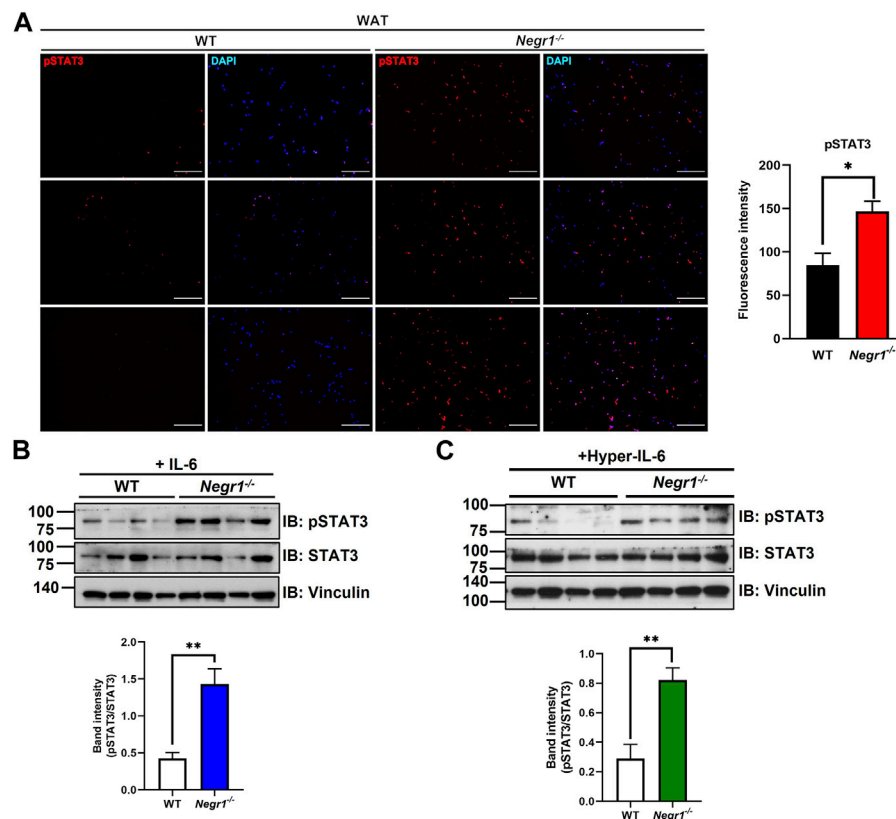 A
WAT
WT Negr1-/-
pSTAT3 DAPI pSTAT3 DAPI
pSTAT3
*
200
150
100
50
0
Fluorescence intensity
WT Negr1-/-
B
+ IL-6
WT Negr1-/-
100
75
IB: pSTAT3
100
75
IB: STAT3
140
IB: Vinculin
**
2.0
1.5
1.0
0.5
0.0
Band intensity
(pSTAT3/STAT3)
WT Negr1-/-
C
+Hyper-IL-6
WT Negr1-/-
100
75
IB: pSTAT3
100
75
IB: STAT3
140
100
IB: Vinculin
**
1.0
0.8
0.6
0.4
0.2
0.0
Band intensity
(pSTAT3/STAT3)
WT Negr1-/-